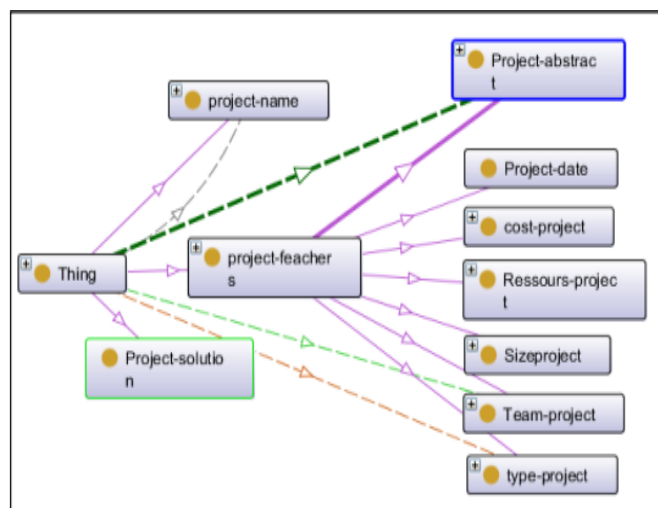 Project-abstrac
t
project-name
Project-date
cost-project
project-feacher
s
Thing
Ressours-projec
t
Project-solutio
n
Sizeproject
Team-project
type-project